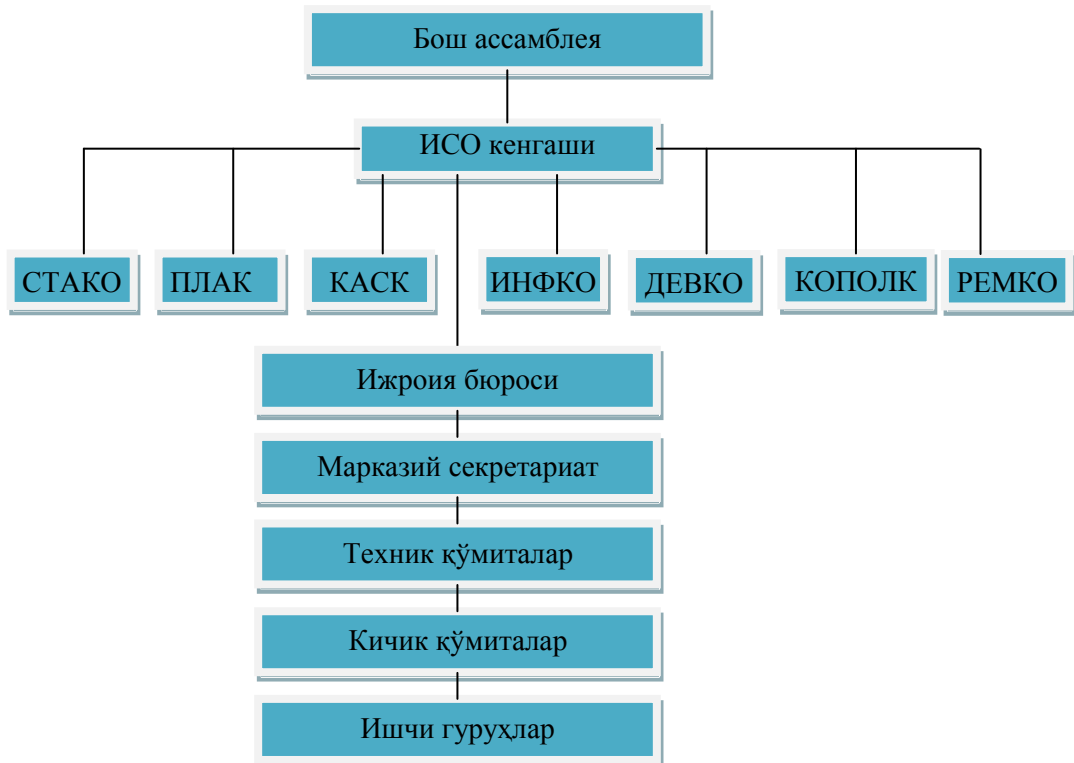 Бош ассамблея
ИСО кенгаши
СТАКО
ПЛАК
КАСК
ИНФКО
ДЕВКО
КОПОЛК
РЕМКО
Ижроия бюроси
Марказий секретариат
Техник қўмиталар
Кичик қўмиталар
Ишчи гуруҳлар